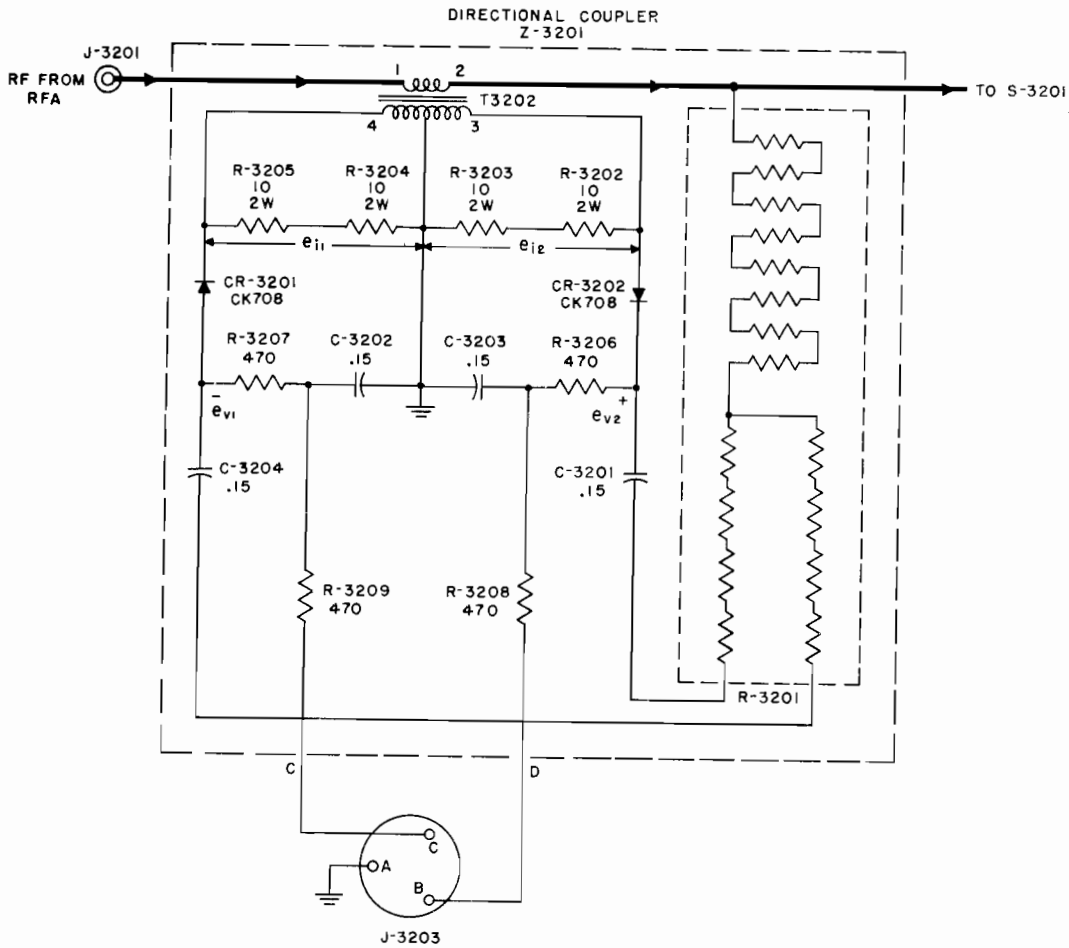 DIRECTIONAL COUPLER
Z-3201
J-3201
RF FROM
RFA
1
2
T3202
TO S-3201
4
3
R-3205
10
2W
R-3204
10
2W
R-3203
10
2W
R-3202
10
2W
ei1
ei2
CR-3201
CK708
CR-3202
CK708
R-3207
470
C-3202
.15
C-3203
.15
R-3206
470
-
ev1
+
ev2
C-3204
.15
C-3201
.15
R-3209
470
R-3208
470
R-3201
C
D
C
A
B
J-3203